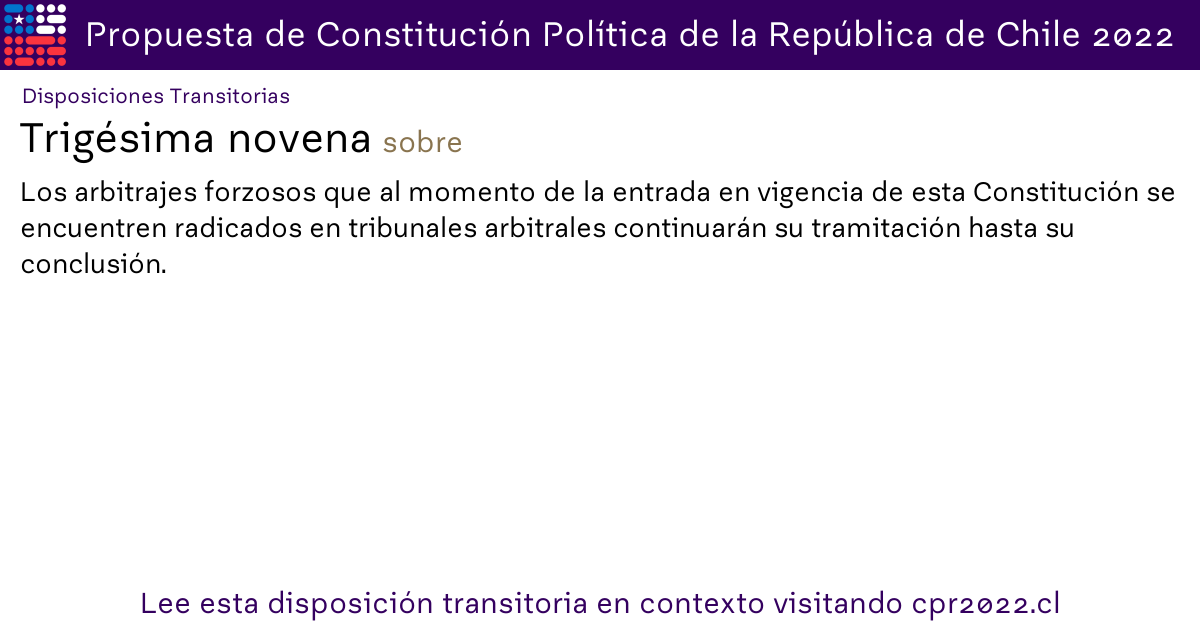 Propuesta de Constitución Política de la República de Chile 2022
Disposiciones Transitorias
Trigésima novena sobre
Los arbitrajes forzosos que al momento de la entrada en vigencia de esta Constitución se
encuentren radicados en tribunales arbitrales continuarán su tramitación hasta su
conclusión.
Lee esta disposición transitoria en contexto visitando cpr2022.cl